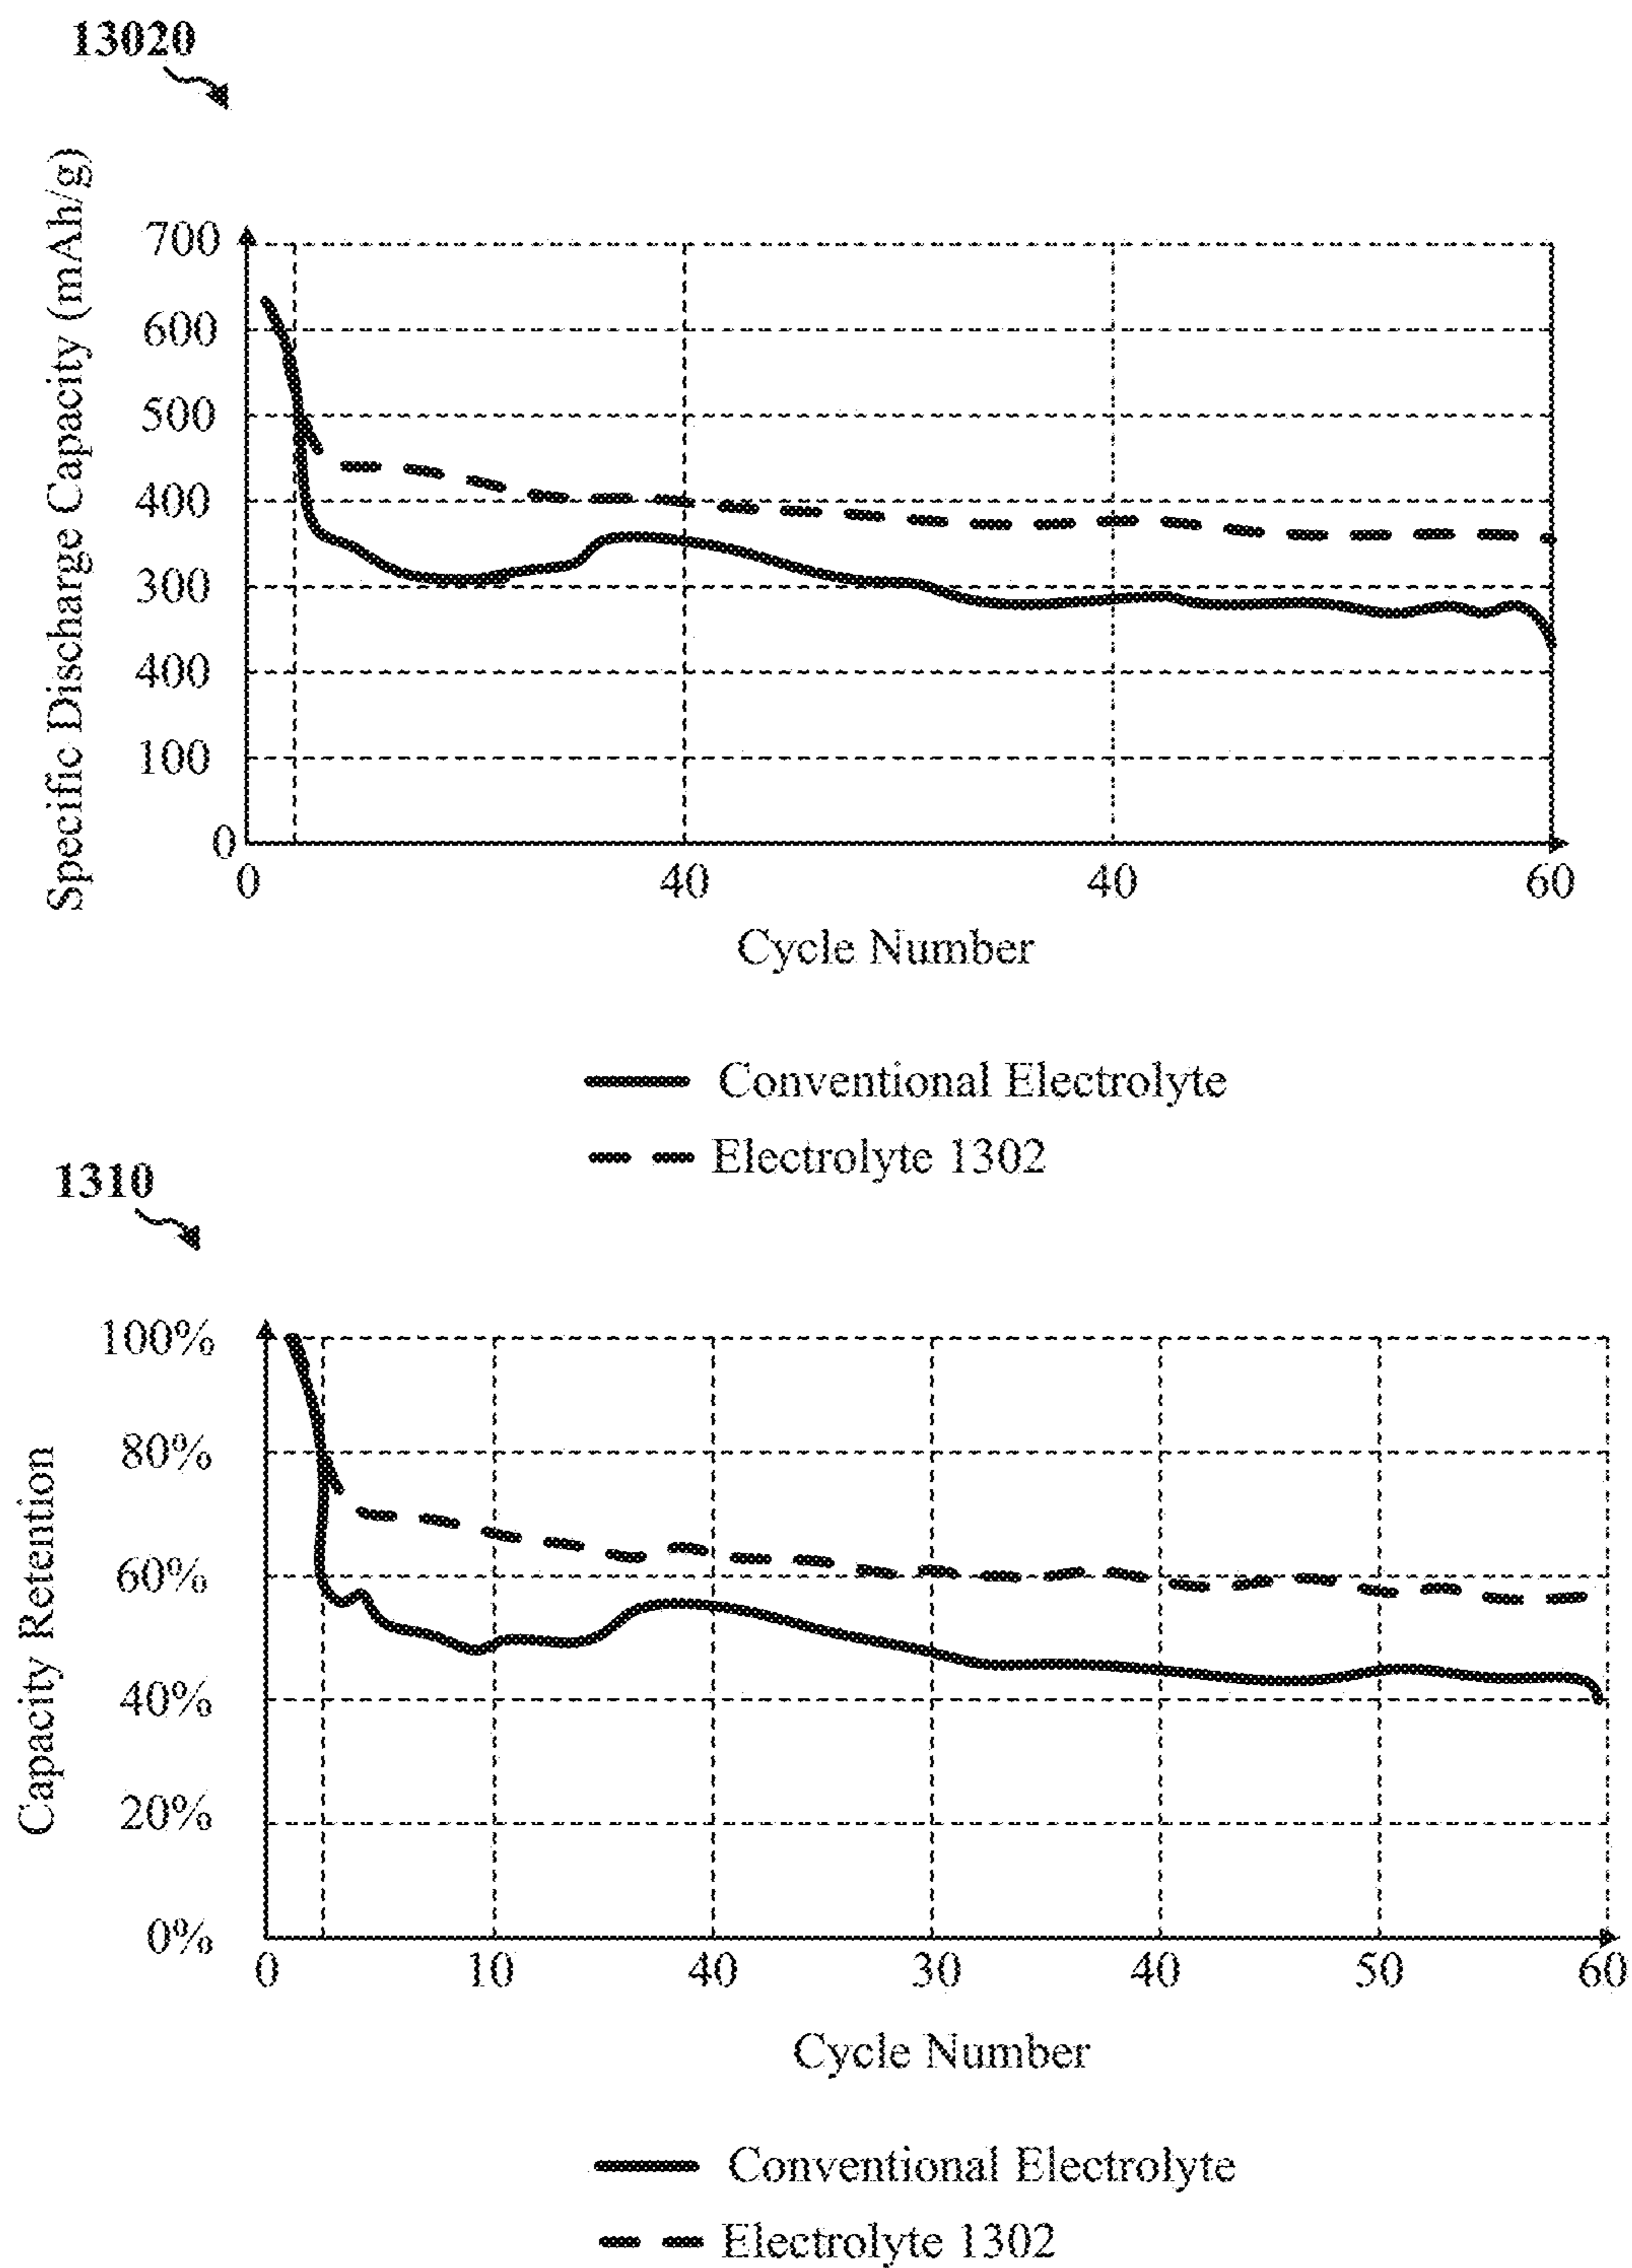 13020
Specific Discharge Capacity (mAh/g)
700
600
500
400
300
400
100
0
0 40 40 60
Cycle Number
Conventional Electrolyte
Electrolyte 1302
1310
Capacity Retention
100%
80%
60%
40%
20%
0%
0 10 40 30 40 50 60
Cycle Number
Conventional Electrolyte
Electrolyte 1302